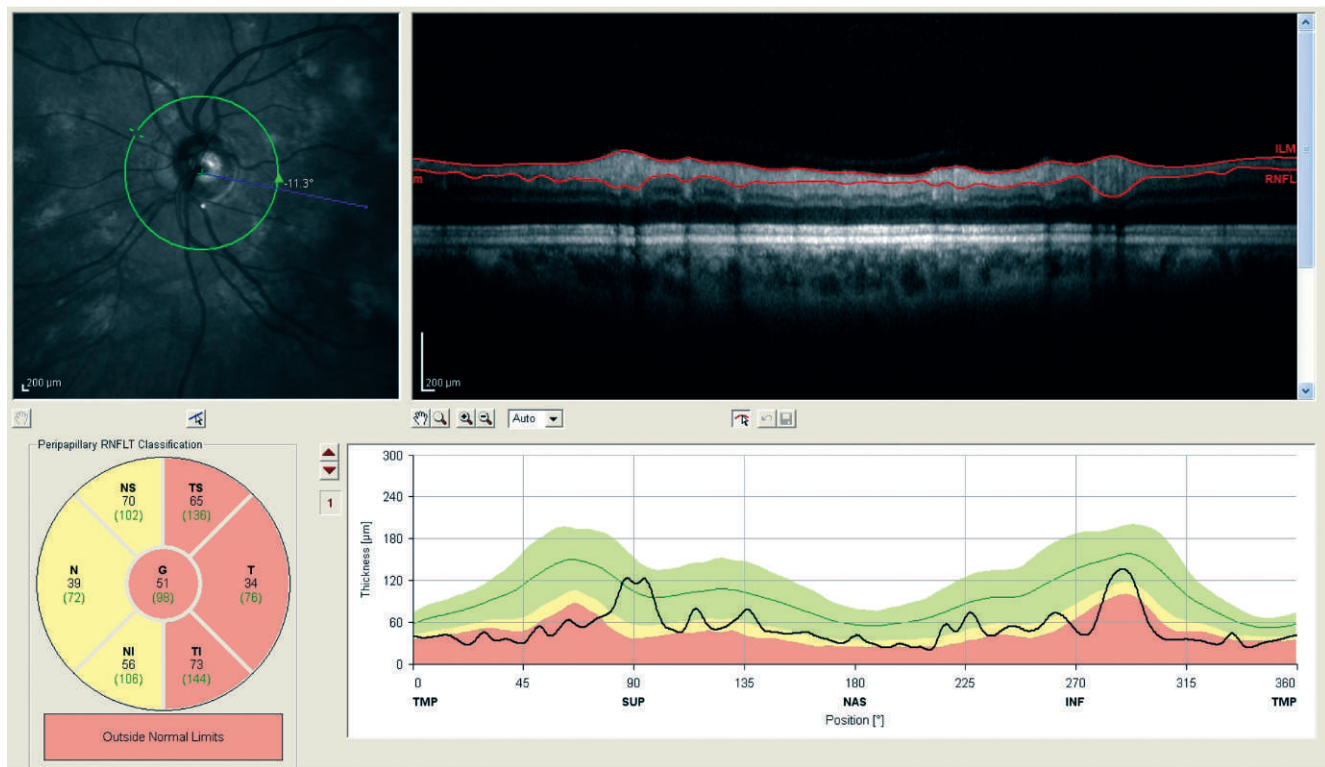 -11.3°
200 µm
ILM
RNFL
200 µm
Auto
Peripapillary RNFLT Classification
NS
70
(102)
TS
65
(136)
N
39
(72)
G
51
(98)
T
34
(76)
NI
56
(106)
TI
73
(144)
Outside Normal Limits
1
Thickness [µm]
300
240
180
120
60
0
0 45 90 135 180 225 270 315 360
TMP SUP NAS INF TMP
Position [°]